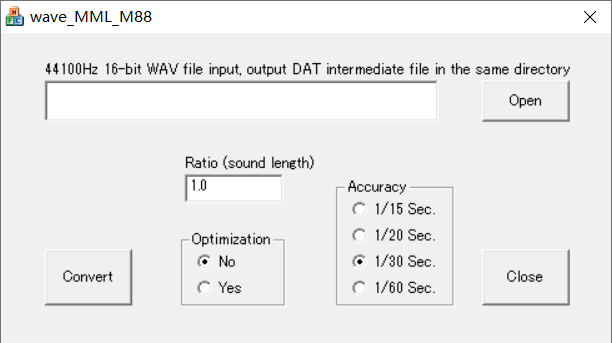 wave_MML_M88
44100Hz 16-bit WAV file input, output DAT intermediate file in the same directory
Open
Ratio (sound length)
1.0
Accuracy
1/15 Sec.
1/20 Sec.
1/30 Sec.
1/60 Sec.
Optimization
No
Yes
Convert
Close